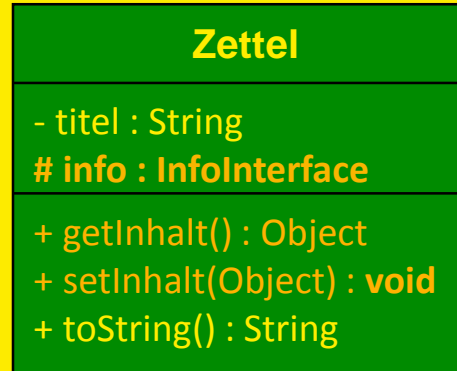 Zettel
- titel : String
# info : InfoInterface
+ getInhalt() : Object
+ setInhalt(Object) : void
+ toString() : String